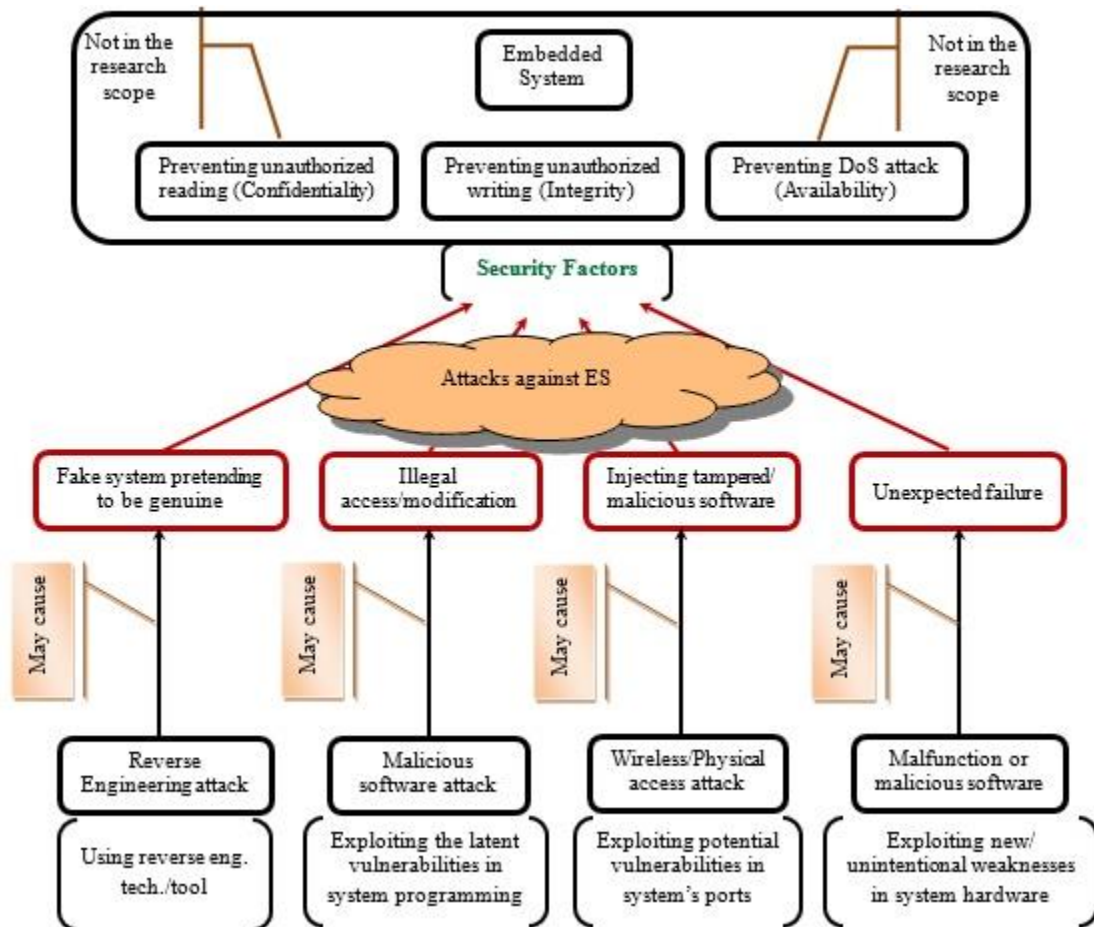 Not in the
research
scope
Embedded
System
Not in the
research
scope
Preventing unauthorized
reading (Confidentiality)
Preventing unauthorized
writing (Integrity)
Preventing DoS attack
(Availability)
Security Factors
Attacks against ES
Fake system pretending
to be genuine
Illegal
access/modification
Injecting tampered/
malicious software
Unexpected failure
May cause
May cause
May cause
May cause
Reverse
Engineering attack
Malicious
software attack
Wireless/Physical
access attack
Malfunction or
malicious software
Using reverse eng.
tech./tool
Exploiting the latent
vulnerabilities in
system programming
Exploiting potential
vulnerabilities in
system's ports
Exploiting new/
unintentional weaknesses
in system hardware